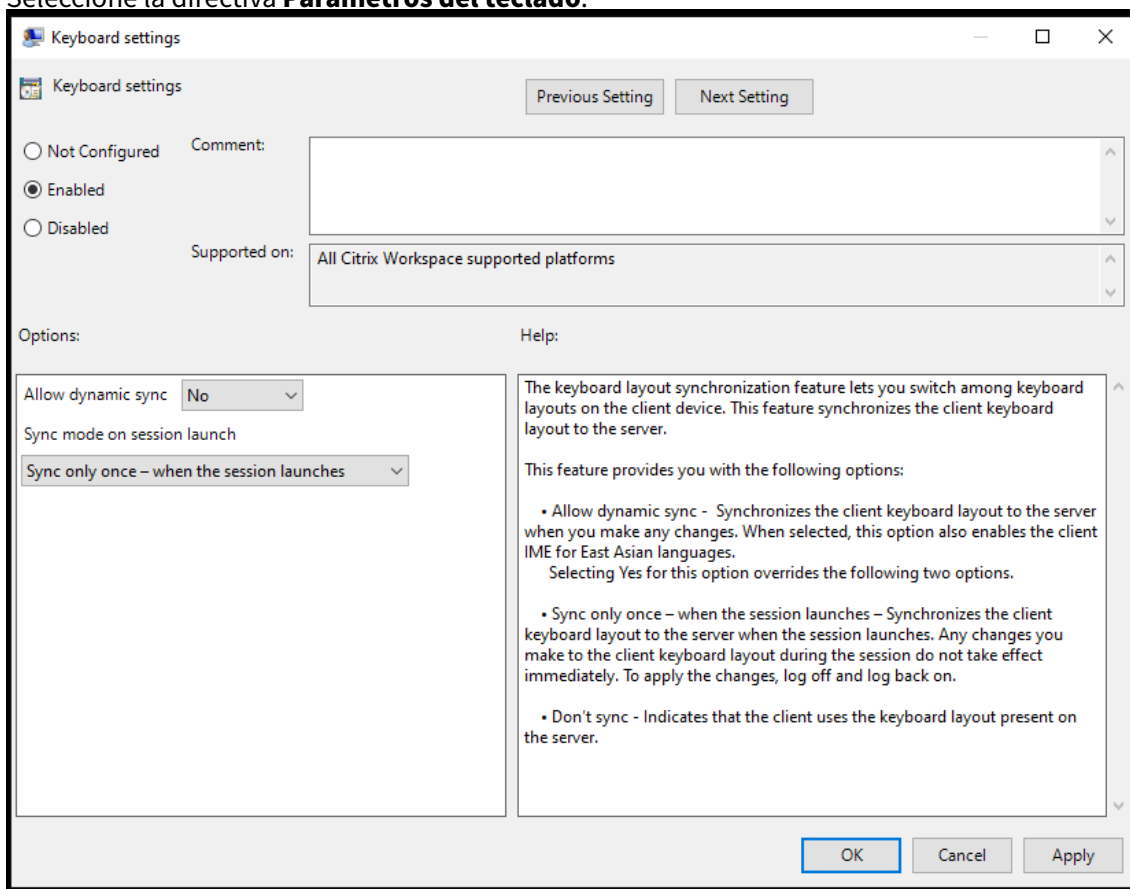 Seleccione la directiva Parámetros del teclado.
Keyboard settings
Keyboard settings
Previous Setting
Next Setting
Not Configured
Comment:
Enabled
Disabled
Supported on:
All Citrix Workspace supported platforms
Options:
Help:
Allow dynamic sync No
Sync mode on session launch
Sync only once – when the session launches
The keyboard layout synchronization feature lets you switch among keyboard
layouts on the client device. This feature synchronizes the client keyboard
layout to the server.
This feature provides you with the following options:
• Allow dynamic sync - Synchronizes the client keyboard layout to the server
when you make any changes. When selected, this option also enables the client
IME for East Asian languages.
Selecting Yes for this option overrides the following two options.
• Sync only once – when the session launches – Synchronizes the client
keyboard layout to the server when the session launches. Any changes you
make to the client keyboard layout during the session do not take effect
immediately. To apply the changes, log off and log back on.
• Don't sync - Indicates that the client uses the keyboard layout present on
the server.
OK
Cancel
Apply